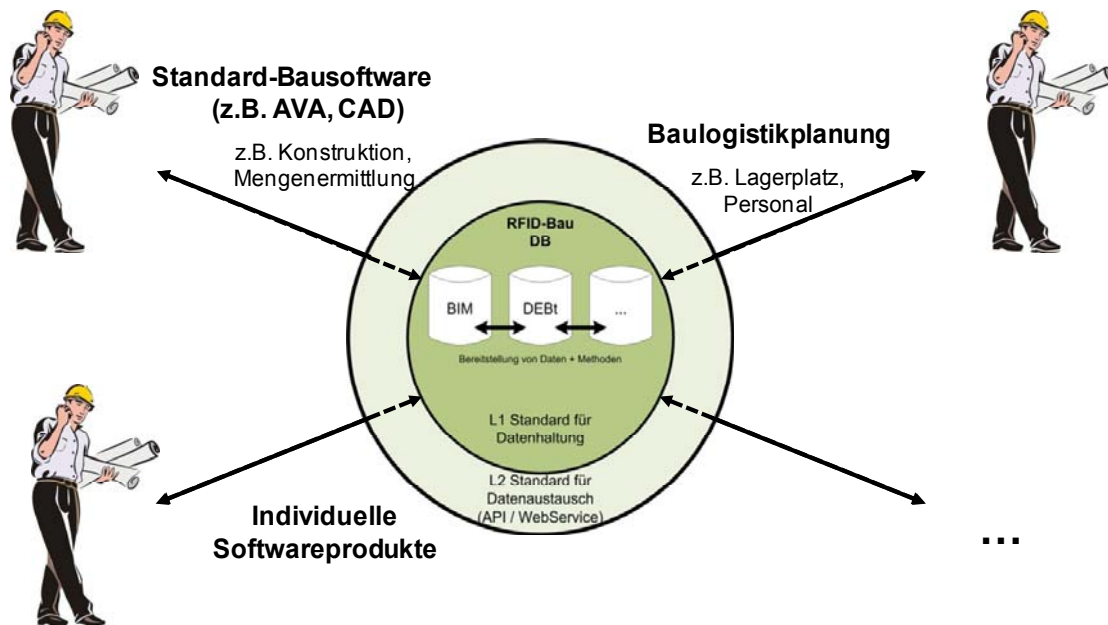 Standard-Bausoftware
(z.B. AVA, CAD)
z.B. Konstruktion,
Mengenermittlung
Baulogistikplanung
z.B. Lagerplatz,
Personal
RFID-Bau
DB
BIM
DEBt
...
Bereitstellung von Daten + Methoden
L1 Standard für
Datenhaltung
L2 Standard für
Datenaustausch
(API / WebService)
Individuelle
Softwareprodukte
...